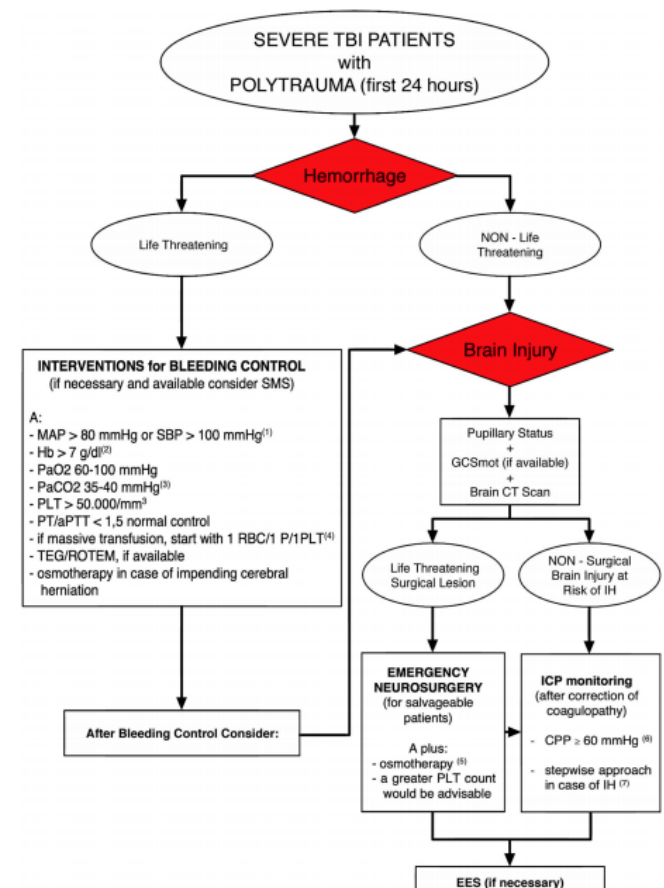 SEVERE TBI PATIENTS
with
POLYTRAUMA (first 24 hours)
Hemorrhage
Life Threatening
NON - Life
Threatening
INTERVENTIONS for BLEEDING CONTROL
(if necessary and available consider SMS)
A:
- MAP > 80 mmHg or SBP > 100 mmHg(1)
- Hb > 7 g/dl(2)
- PaO2 60-100 mmHg
- PaCO2 35-40 mmHg(3)
- PLT > 50.000/mm3
- PT/aPTT < 1,5 normal control
- if massive transfusion, start with 1 RBC/1 P/1PLT(4)
- TEG/ROTEM, if available
- osmotherapy in case of impending cerebral
herniation
After Bleeding Control Consider:
Brain Injury
Pupillary Status
+
GCSmot (if available)
+
Brain CT Scan
Life Threatening
Surgical Lesion
NON - Surgical
Brain Injury at
Risk of IH
EMERGENCY
NEUROSURGERY
(for salvageable
patients)
A plus:
- osmotherapy (5)
- a greater PLT count
would be advisable
ICP monitoring
(after correction of
coagulopathy)
- CPP ≥ 60 mmHg (6)
- stepwise approach
in case of IH (7)
EES (if necessary)